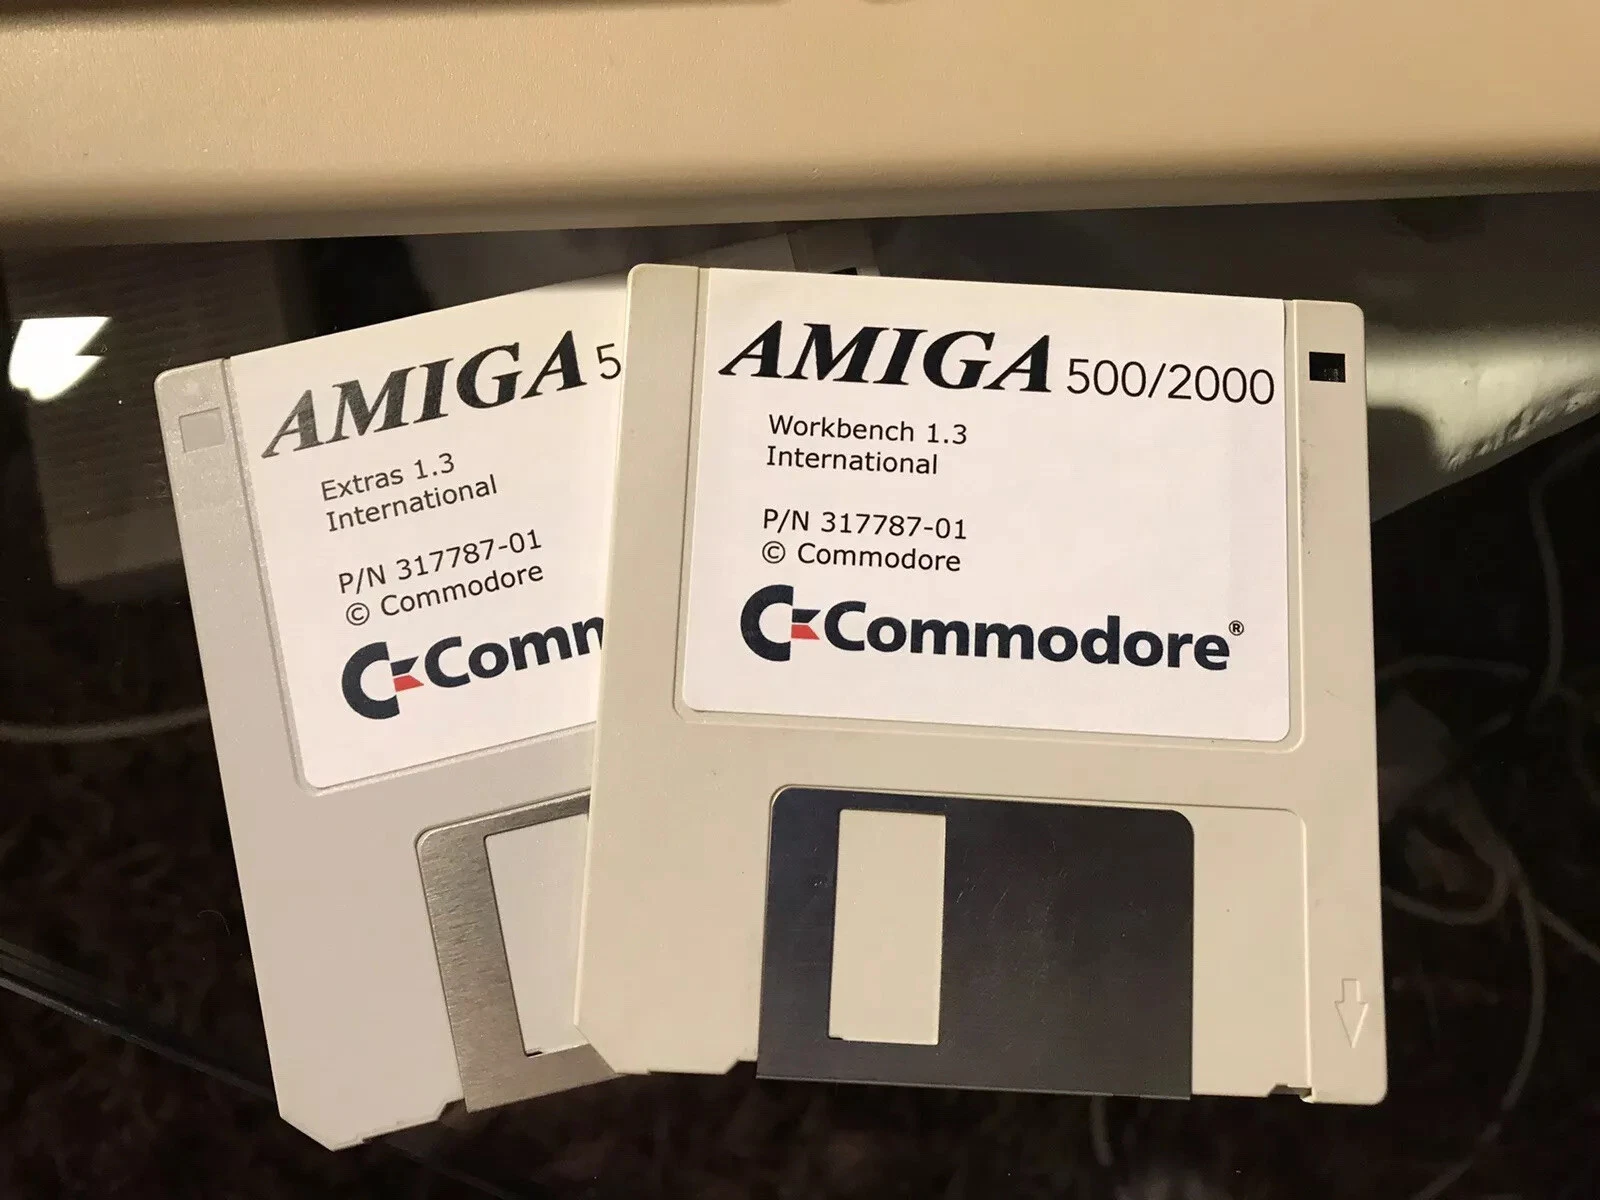 AMIGA 5
Extras 1.3
International
P/N 317787-01
© Commodore
Comm
AMIGA 500/2000
Workbench 1.3
International
P/N 317787-01
© Commodore
Commodore®